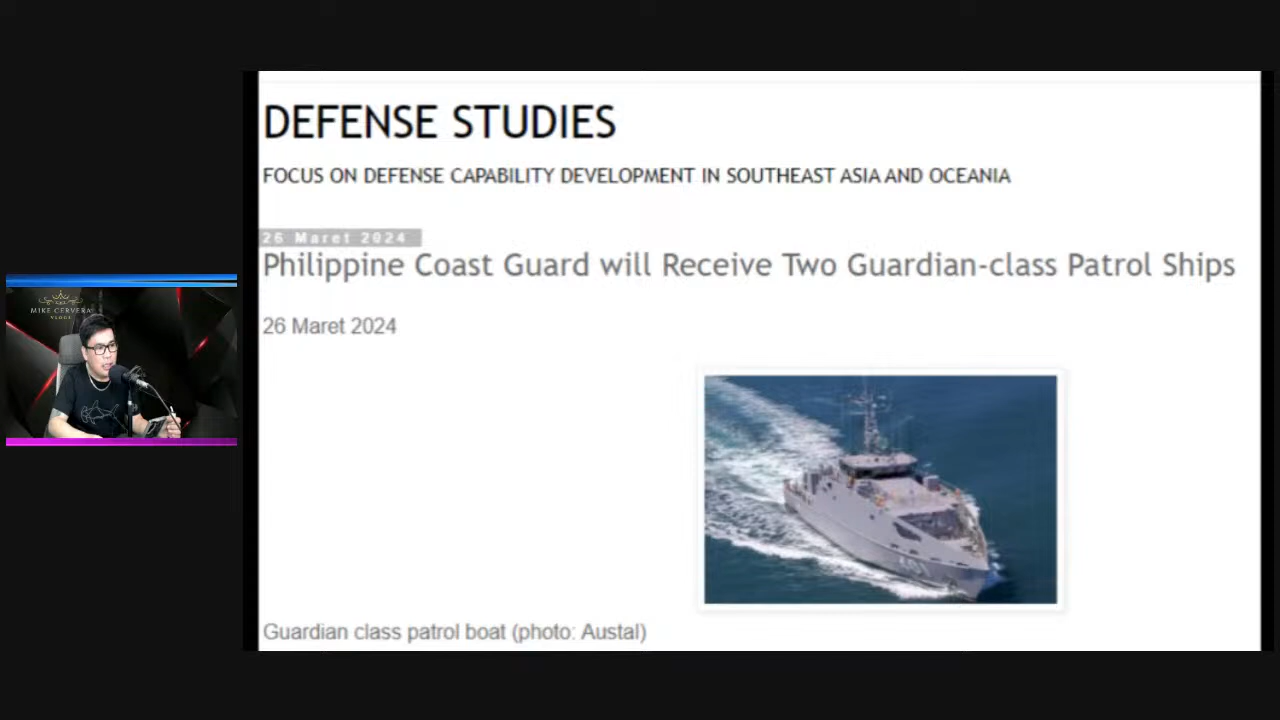 DEFENSE STUDIES
FOCUS ON DEFENSE CAPABILITY DEVELOPMENT IN SOUTHEAST ASIA AND OCEANIA
26 Maret 2024
Philippine Coast Guard will Receive Two Guardian-class Patrol Ships
26 Maret 2024
Guardian class patrol boat (photo: Austal)
MIKE CERVERA
VLOGS